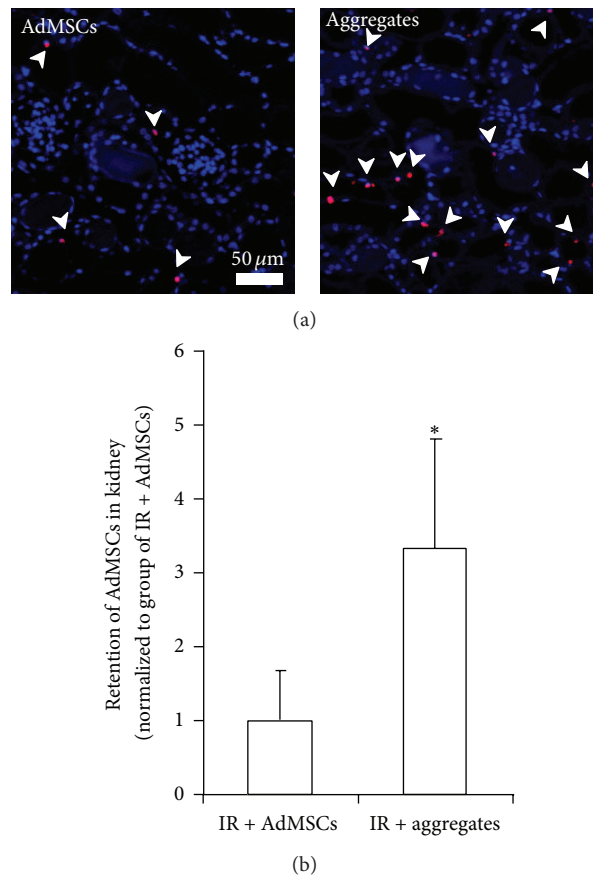 AdMSCs
Aggregates
50 μm
(a)
Retention of AdMSCs in kidney
(normalized to group of IR + AdMSCs)
6
5
4
3
2
1
0
*
IR + AdMSCs
IR + aggregates
(b)